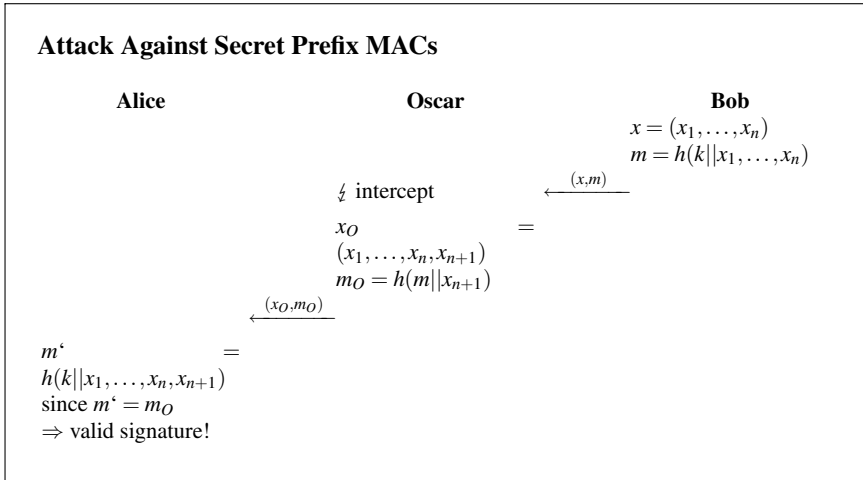 Attack Against Secret Prefix MACs
Alice Oscar Bob
x = (x₁,…,xₙ)
m = h(k||x₁,…,xₙ)
↯ intercept
(x,m)
x_O =
(x₁,…,xₙ,xₙ₊₁)
m_O = h(m||xₙ₊₁)
(x_O,m_O)
m‘ =
h(k||x₁,…,xₙ,xₙ₊₁)
since m‘ = m_O
⇒ valid signature!